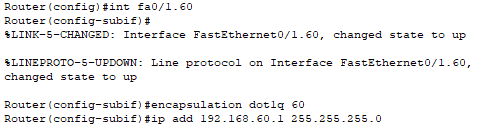 Router(config)#int fa0/1.60
Router(config-subif)#
%LINK-5-CHANGED: Interface FastEthernet0/1.60, changed state to up
%LINEPROTO-5-UPDOWN: Line protocol on Interface FastEthernet0/1.60,
changed state to up
Router(config-subif)#encapsulation dot1q 60
Router(config-subif)#ip add 192.168.60.1 255.255.255.0